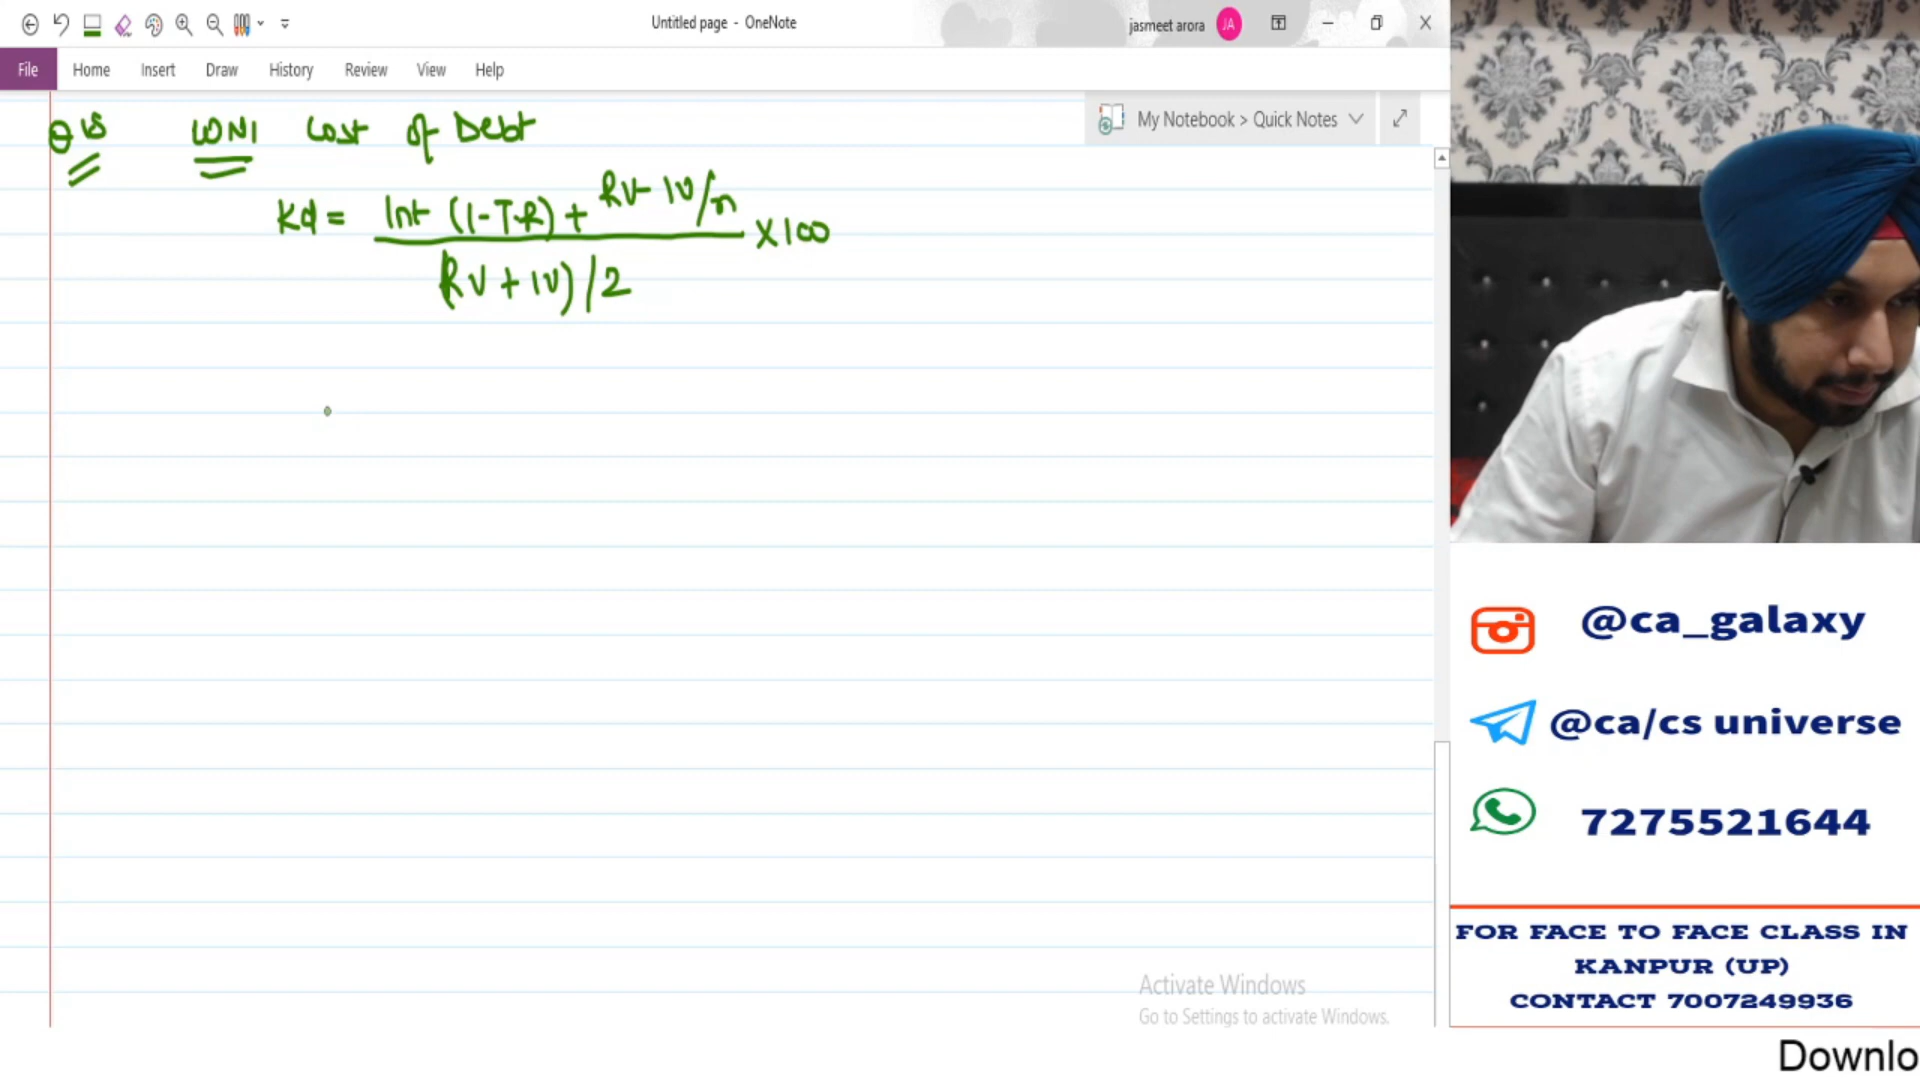 Untitled page - OneNote
jasmeet arora JA
File Home Insert Draw History Review View Help
My Notebook > Quick Notes
WN1 Cost of Debt
Kd = Int (1-T.R) + RV-IV/n X100
(RV + IV)/2
@ca_galaxy
@ca/cs universe
7275521644
FOR FACE TO FACE CLASS IN
KANPUR (UP)
CONTACT 7007249936
Activate Windows
Go to Settings to activate Windows.
Downlo